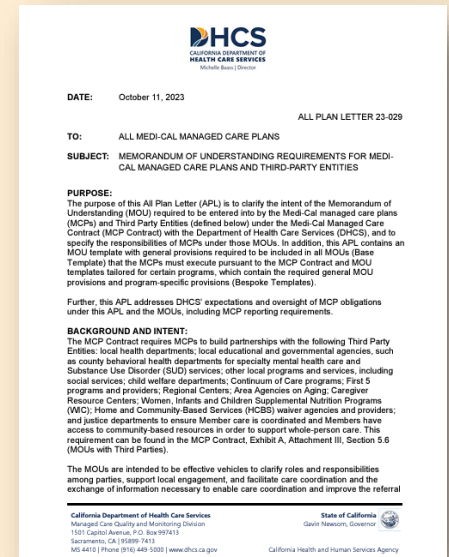 DHCS
CALIFORNIA DEPARTMENT OF
HEALTH CARE SERVICES
Michelle Baass | Director
DATE: October 11, 2023
ALL PLAN LETTER 23-029
TO: ALL MEDI-CAL MANAGED CARE PLANS
SUBJECT: MEMORANDUM OF UNDERSTANDING REQUIREMENTS FOR MEDI-
CAL MANAGED CARE PLANS AND THIRD-PARTY ENTITIES
PURPOSE:
The purpose of this All Plan Letter (APL) is to clarify the intent of the Memorandum of
Understanding (MOU) required to be entered into by the Medi-Cal managed care plans
(MCPs) and Third Party Entities (defined below) under the Medi-Cal Managed Care
Contract (MCP Contract) with the Department of Health Care Services (DHCS), and to
specify the responsibilities of MCPs under those MOUs. In addition, this APL contains an
MOU template with general provisions required to be included in all MOUs (Base
Template) that the MCPs must execute pursuant to the MCP Contract and MOU
templates tailored for certain programs, which contain the required general MOU
provisions and program-specific provisions (Bespoke Templates).
Further, this APL addresses DHCS' expectations and oversight of MCP obligations
under this APL and the MOUs, including MCP reporting requirements.
BACKGROUND AND INTENT:
The MCP Contract requires MCPs to build partnerships with the following Third Party
Entities: local health departments; local educational and governmental agencies, such
as county behavioral health departments for specialty mental health care and
Substance Use Disorder (SUD) services; other local programs and services, including
social services; child welfare departments; Continuum of Care programs; First 5
programs and providers; Regional Centers; Area Agencies on Aging; Caregiver
Resource Centers; Women, Infants and Children Supplemental Nutrition Programs
(WIC); Home and Community-Based Services (HCBS) waiver agencies and providers;
and justice departments to ensure Member care is coordinated and Members have
access to community-based resources in order to support whole-person care. This
requirement can be found in the MCP Contract, Exhibit A, Attachment III, Section 5.6
(MOUs with Third Parties).
The MOUs are intended to be effective vehicles to clarify roles and responsibilities
among parties, support local engagement, and facilitate care coordination and the
exchange of information necessary to enable care coordination and improve the referral
California Department of Health Care Services
Managed Care Quality and Monitoring Division
1501 Capitol Avenue, P.O. Box 997413
Sacramento, CA | 95899-7413
MS 4410 | Phone (916) 449-5000 | www.dhcs.ca.gov
State of California
Gavin Newsom, Governor
California Health and Human Services Agency